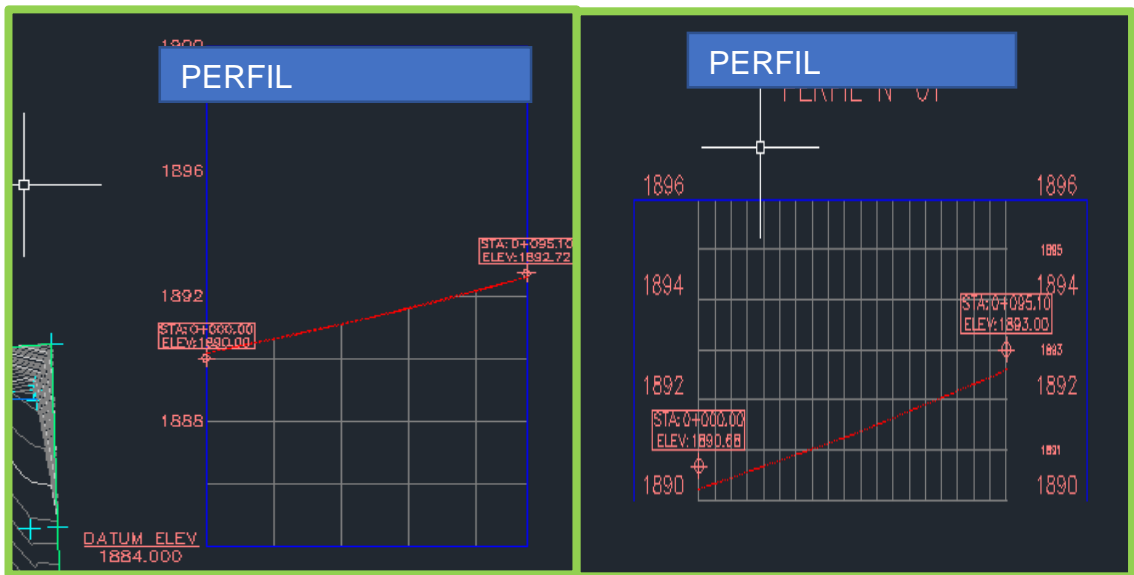 PERFIL
1896
STA: 0+095.10
ELEV: 1892.72
1892
STA: 0+000.00
ELEV: 1890.00
1888
DATUM ELEV
1884.000
PERFIL
1896 1896
1895
1894 1894
STA: 0+095.10
ELEV: 1893.00
1893
1892 1892
STA: 0+000.00
ELEV: 1890.68
1891
1890 1890